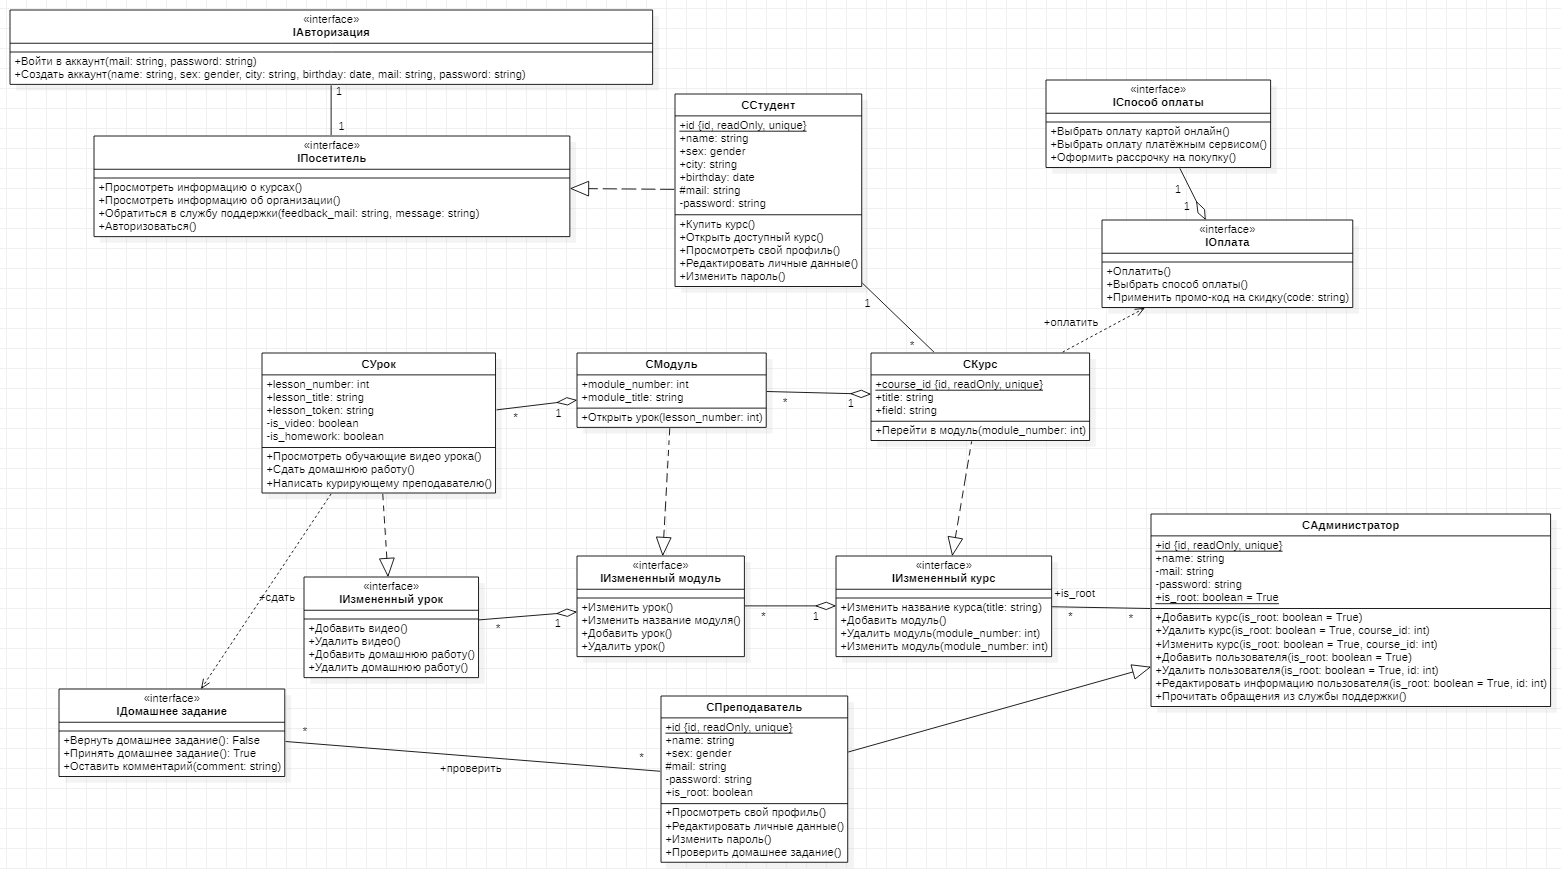 «interface»
IАвторизация
+Войти в аккаунт(mail: string, password: string)
+Создать аккаунт(name: string, sex: gender, city: string, birthday: date, mail: string, password: string)
1
1
«interface»
IПосетитель
+Просмотреть информацию о курсах()
+Просмотреть информацию об организации()
+Обратиться в службу поддержки(feedback_mail: string, message: string)
+Авторизоваться()
CСтудент
+id {id, readOnly, unique}
+name: string
+sex: gender
+city: string
+birthday: date
#mail: string
-password: string
+Купить курс()
+Открыть доступный курс()
+Просмотреть свой профиль()
+Редактировать личные данные()
+Изменить пароль()
1
*
«interface»
IСпособ оплаты
+Выбрать оплату картой онлайн()
+Выбрать оплату платёжным сервисом()
+Оформить рассрочку на покупку()
1
1
«interface»
IОплата
+Оплатить()
+Выбрать способ оплаты()
+Применить промо-код на скидку(code: string)
+оплатить
CУрок
+lesson_number: int
+lesson_title: string
+lesson_token: string
-is_video: boolean
-is_homework: boolean
+Просмотреть обучающие видео урока()
+Сдать домашнюю работу()
+Написать курирующему преподавателю()
*
1
CМодуль
+module_number: int
+module_title: string
+Открыть урок(lesson_number: int)
*
1
CКурс
+course_id {id, readOnly, unique}
+title: string
+field: string
+Перейти в модуль(module_number: int)
+сдать
«interface»
IИзмененный урок
+Добавить видео()
+Удалить видео()
+Добавить домашнюю работу()
+Удалить домашнюю работу()
*
1
«interface»
IИзмененный модуль
+Изменить урок()
+Изменить название модуля()
+Добавить урок()
+Удалить урок()
*
1
«interface»
IИзмененный курс
+Изменить название курса(title: string)
+Добавить модуль()
+Удалить модуль(module_number: int)
+Изменить модуль(module_number: int)
+is_root
*
*
CАдминистратор
+id {id, readOnly, unique}
+name: string
-mail: string
-password: string
+is_root: boolean = True
+Добавить курс(is_root: boolean = True)
+Удалить курс(is_root: boolean = True, course_id: int)
+Изменить курс(is_root: boolean = True, course_id: int)
+Добавить пользователя(is_root: boolean = True)
+Удалить пользователя(is_root: boolean = True, id: int)
+Редактировать информацию пользователя(is_root: boolean = True, id: int)
+Прочитать обращения из службы поддержки()
«interface»
IДомашнее задание
+Вернуть домашнее задание(): False
+Принять домашнее задание(): True
+Оставить комментарий(comment: string)
*
*
+проверить
CПреподаватель
+id {id, readOnly, unique}
+name: string
+sex: gender
#mail: string
-password: string
+is_root: boolean
+Просмотреть свой профиль()
+Редактировать личные данные()
+Изменить пароль()
+Проверить домашнее задание()